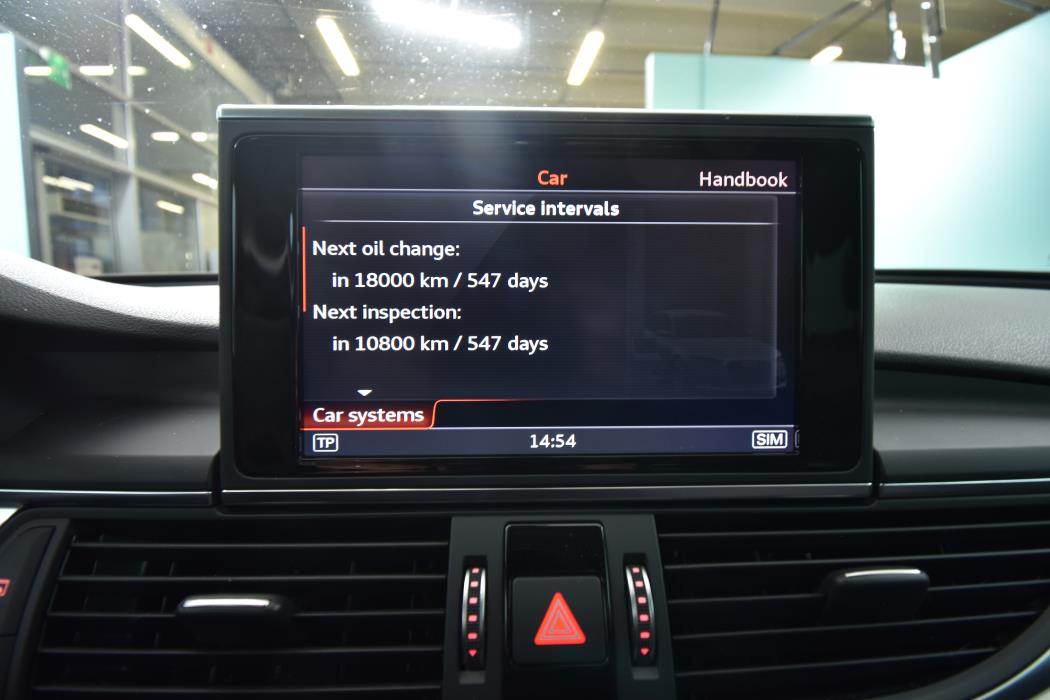 Car
Handbook
Service intervals
Next oil change:
in 18000 km / 547 days
Next inspection:
in 10800 km / 547 days
Car systems
TP
14:54
SIM